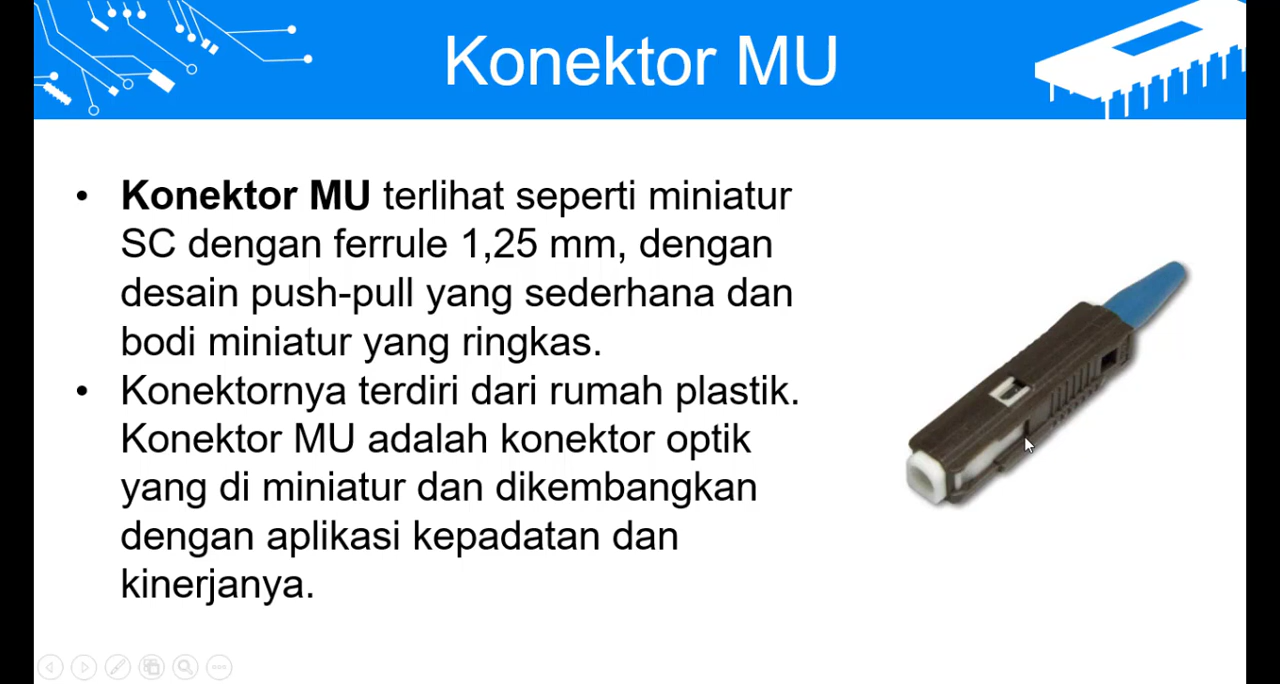 Konektor MU
• Konektor MU terlihat seperti miniatur
SC dengan ferrule 1,25 mm, dengan
desain push-pull yang sederhana dan
bodi miniatur yang ringkas.
• Konektornya terdiri dari rumah plastik.
Konektor MU adalah konektor optik
yang di miniatur dan dikembangkan
dengan aplikasi kepadatan dan
kinerjanya.